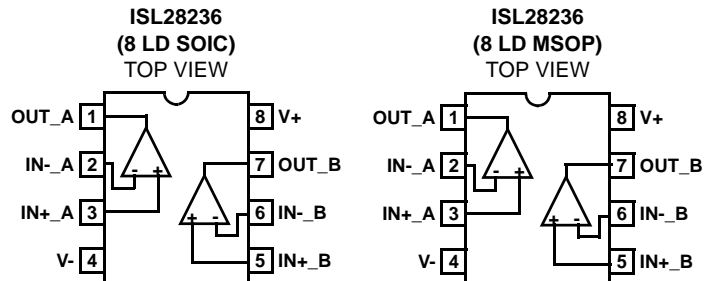 ISL28236
(8 LD SOIC)
TOP VIEW
OUT_A 1
8 V+
IN-_A 2
7 OUT_B
- +
IN+_A 3
+ -
6 IN-_B
V- 4
5 IN+_B
ISL28236
(8 LD MSOP)
TOP VIEW
OUT_A 1
8 V+
IN-_A 2
7 OUT_B
- +
IN+_A 3
+ -
6 IN-_B
V- 4
5 IN+_B